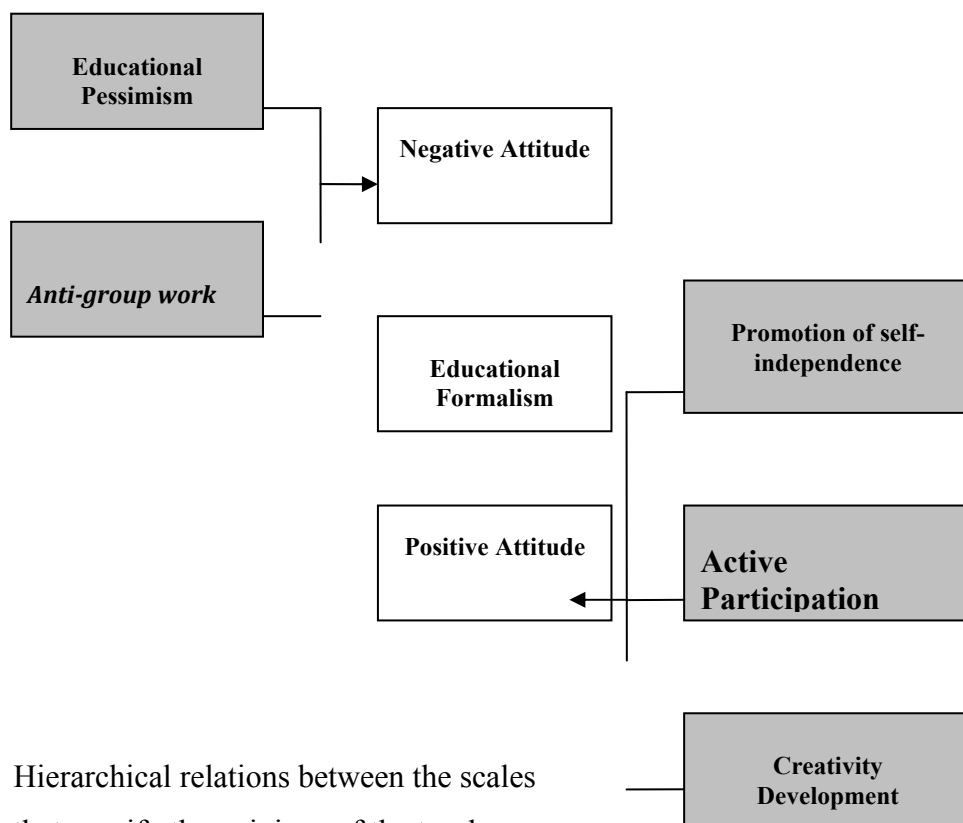 Educational
Pessimism
Negative Attitude
Anti-group work
Promotion of self-
independence
Educational
Formalism
Positive Attitude
Active
Participation
Creativity
Development
Hierarchical relations between the scales